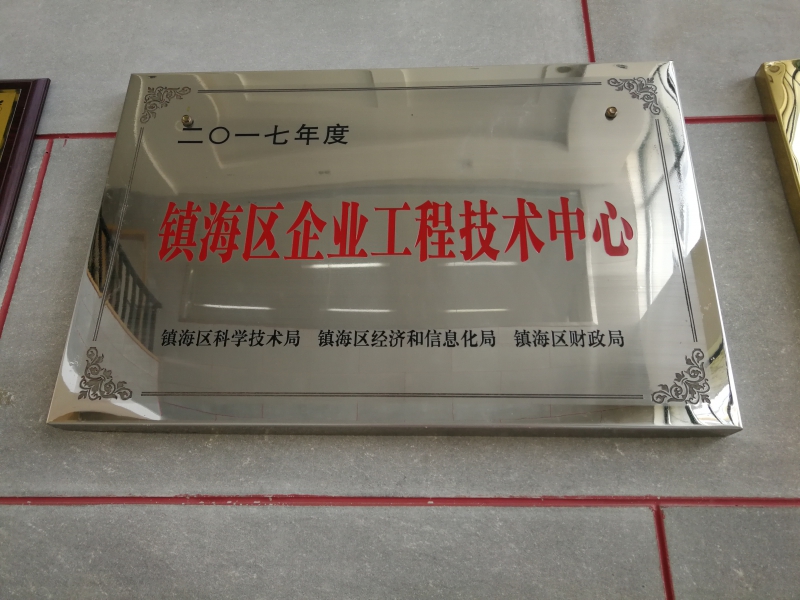 二〇一七年度
镇海区企业工程技术中心
镇海区科学技术局 镇海区经济和信息化局 镇海区财政局